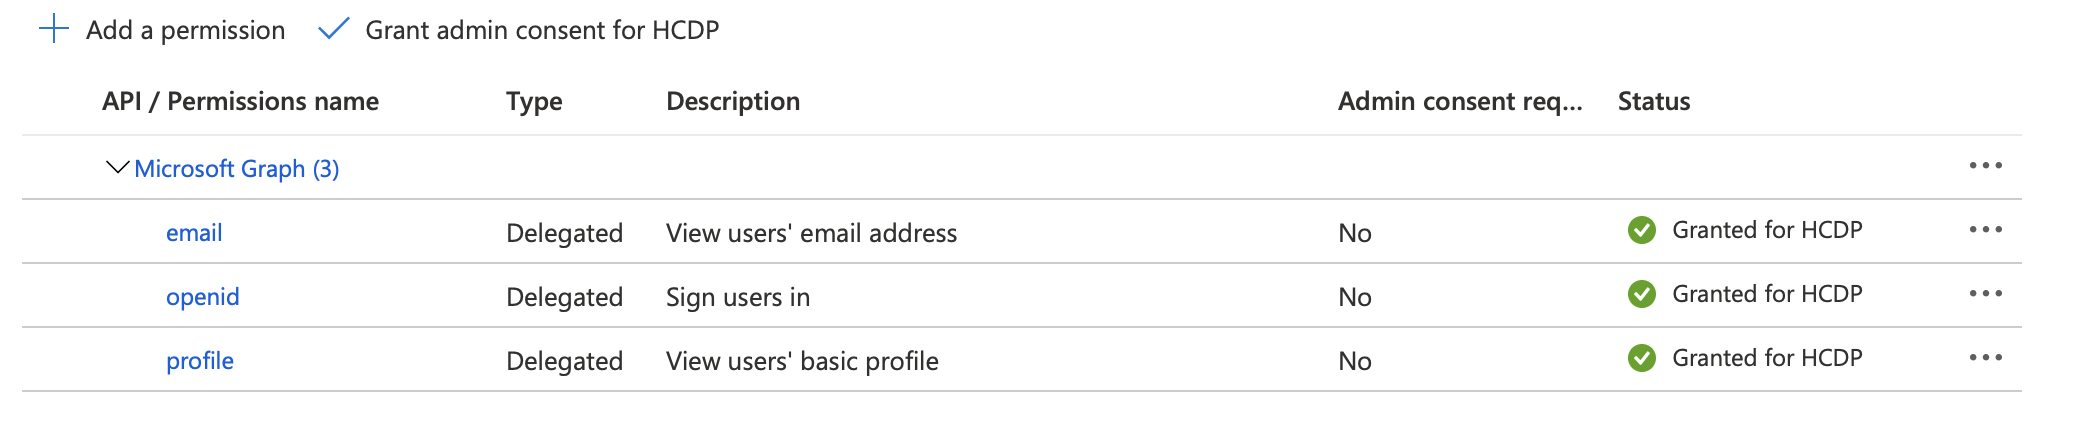 Add a permission Grant admin consent for HCDP
API / Permissions name Type Description Admin consent req... Status
Microsoft Graph (3)
email Delegated View users' email address No Granted for HCDP
openid Delegated Sign users in No Granted for HCDP
profile Delegated View users' basic profile No Granted for HCDP